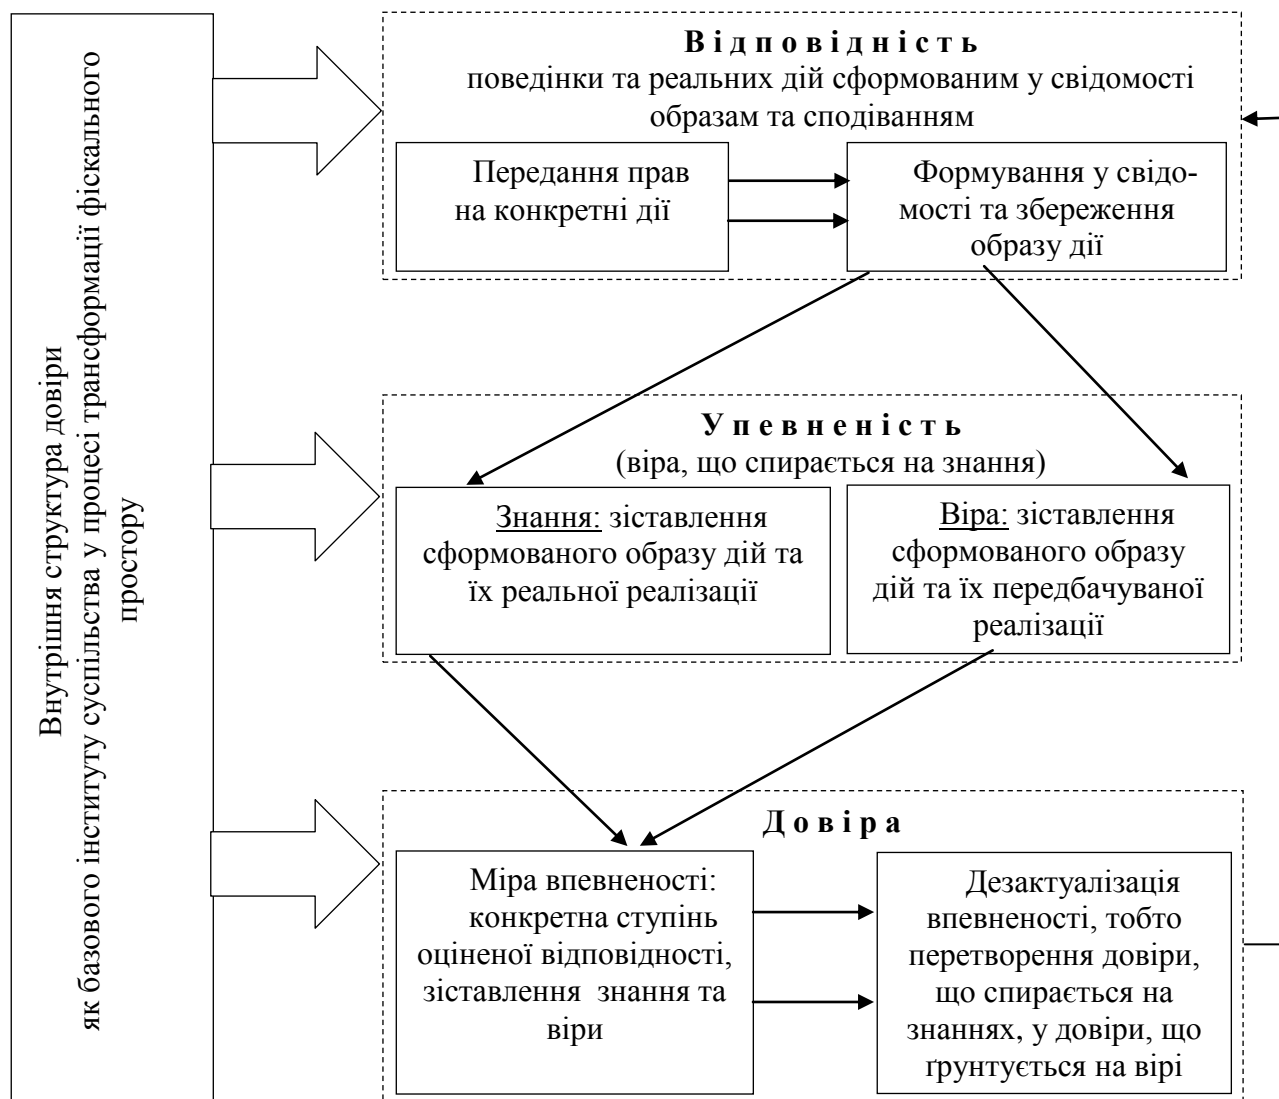 Внутрішня структура довіри
як базового інституту суспільства у процесі трансформації фіскального
простору
Відповідність
поведінки та реальних дій сформованим у свідомості
образам та сподіванням
Передання прав
на конкретні дії
Формування у свідо-
мості та збереження
образу дії
Упевненість
(віра, що спирається на знання)
Знання: зіставлення
сформованого образу дій та
їх реальної реалізації
Віра: зіставлення
сформованого образу
дій та їх передбачуваної
реалізації
Довіра
Міра впевненості:
конкретна ступінь
оціненої відповідності,
зіставлення знання та
віри
Дезактуалізація
впевненості, тобто
перетворення довіри,
що спирається на
знаннях, у довіри, що
ґрунтується на вірі